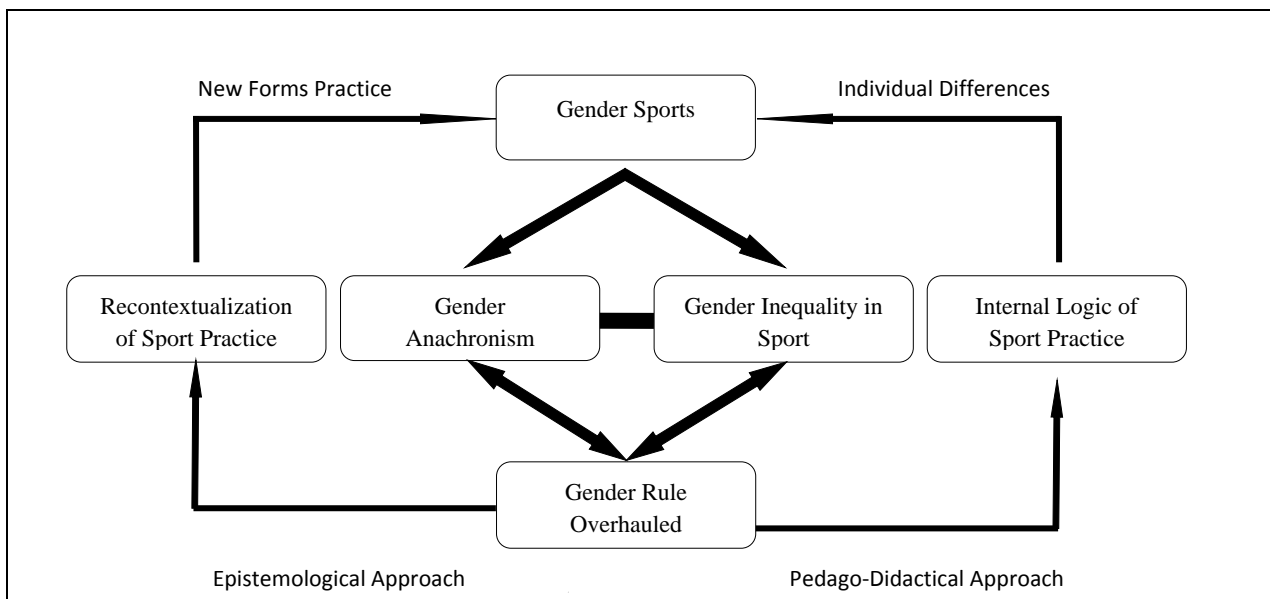 New Forms Practice
Individual Differences
Gender Sports
Recontextualization
of Sport Practice
Gender
Anachronism
Gender Inequality in
Sport
Internal Logic of
Sport Practice
Gender Rule
Overhauled
Epistemological Approach
Pedago-Didactical Approach